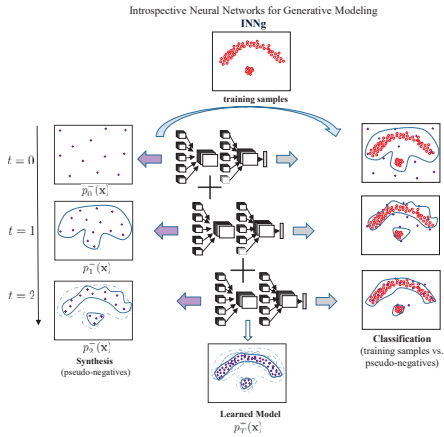 Introspective Neural Networks for Generative Modeling
INNg
training samples
t = 0
p₀⁻(x)
t = 1
p₁⁻(x)
t = 2
p₂⁻(x)
Synthesis
(pseudo-negatives)
Classification
(training samples vs.
pseudo-negatives)
Learned Model
p_T⁻(x)